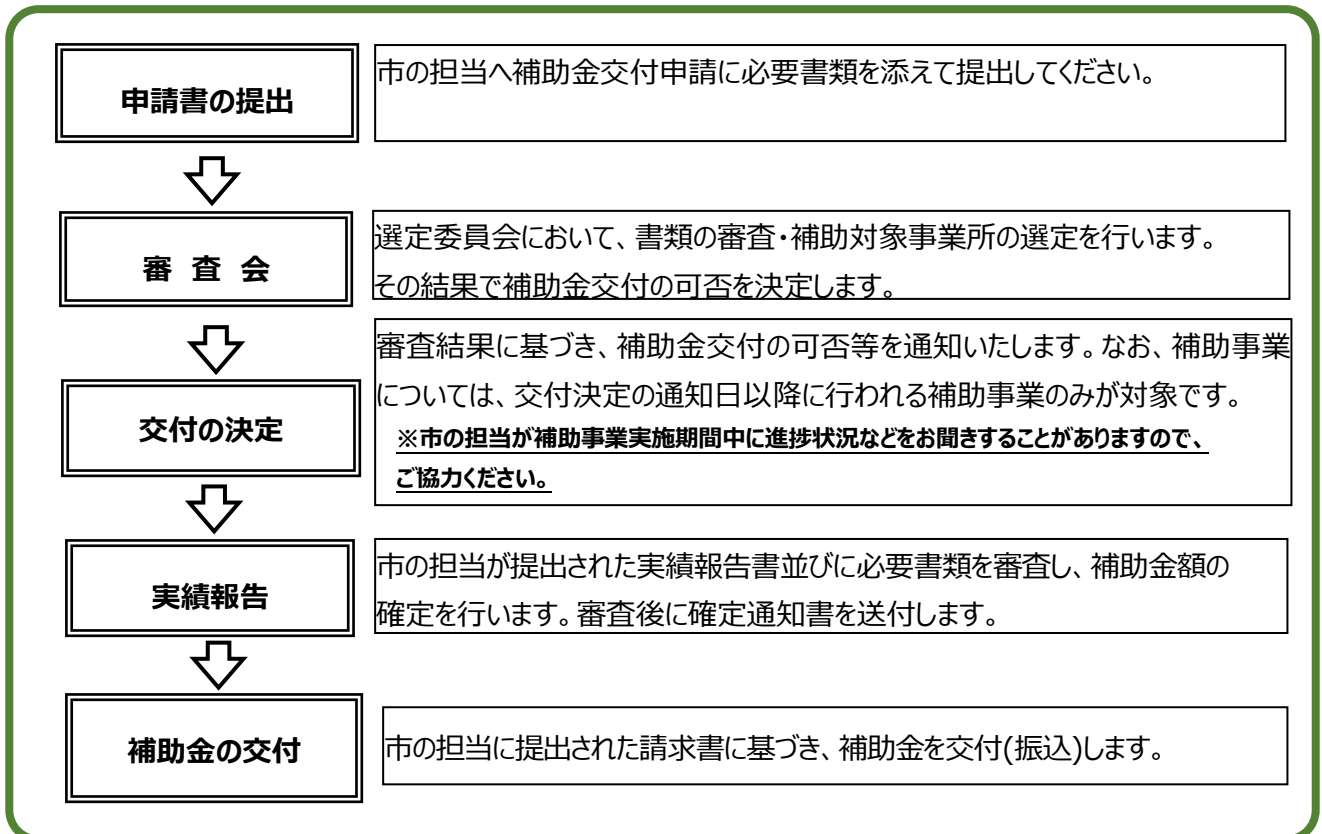 申請書の提出
市の担当へ補助金交付申請に必要書類を添えて提出してください。
審 査 会
選定委員会において、書類の審査・補助対象事業所の選定を行います。
その結果で補助金交付の可否を決定します。
交付の決定
審査結果に基づき、補助金交付の可否等を通知いたします。なお、補助事業
については、交付決定の通知日以降に行われる補助事業のみが対象です。
※市の担当が補助事業実施期間中に進捗状況などをお聞きすることがありますので、
ご協力ください。
実績報告
市の担当が提出された実績報告書並びに必要書類を審査し、補助金額の
確定を行います。審査後に確定通知書を送付します。
補助金の交付
市の担当に提出された請求書に基づき、補助金を交付(振込)します。